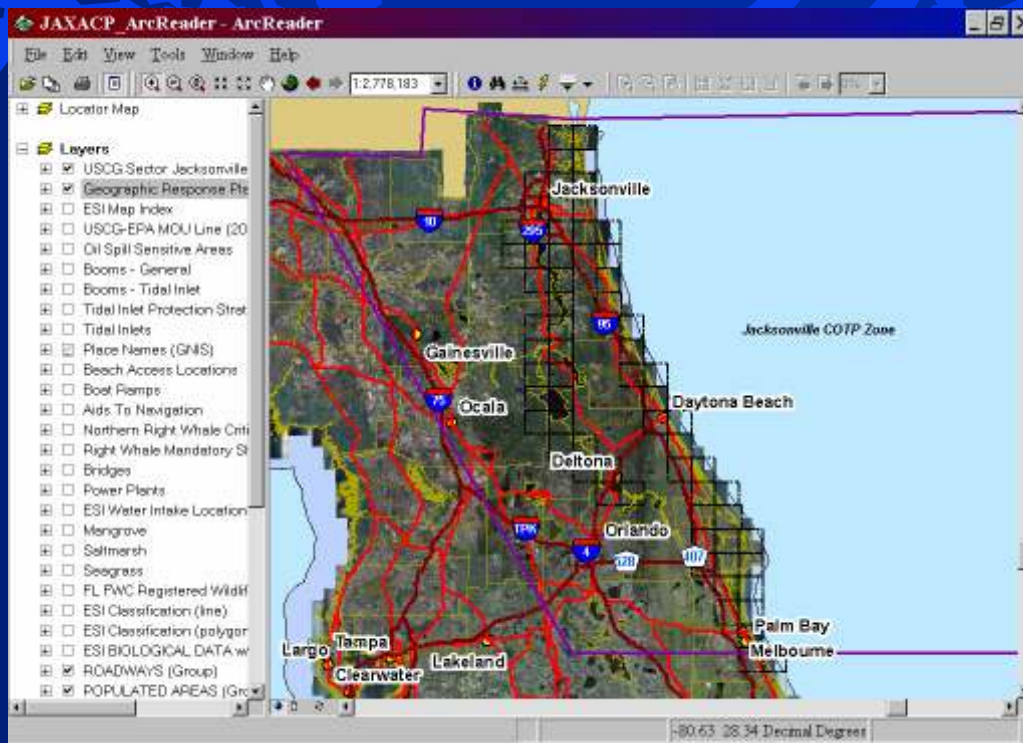 JAXACP_ArcReader - ArcReader
File Edit View Tools Window Help
1:2,778,183
Locator Map
Layers
USCG Sector Jacksonville
Geographic Response Pla
ESI Map Index
USCG-EPA MOU Line (20
Oil Spill Sensitive Areas
Booms - General
Booms - Tidal Inlet
Tidal Inlet Protection Strat
Tidal Inlets
Place Names (GNIS)
Beach Access Locations
Boat Ramps
Aids To Navigation
Northern Right Whale Criti
Right Whale Mandatory Sh
Bridges
Power Plants
ESI Water Intake Location
Mangrove
Saltmarsh
Seagrass
FL FWC Registered Wildlif
ESI Classification (line)
ESI Classification (polygon
ESI BIOLOGICAL DATA w
ROADWAYS (Group)
POPULATED AREAS (Gro
Jacksonville
10
295
95
Jacksonville COTP Zone
Gainesville
75
Ocala
Daytona Beach
Deltona
TPK
Orlando
4
528
407
Palm Bay
Melbourne
Largo
Tampa
Clearwater
Lakeland
-80.63 28.34 Decimal Degrees